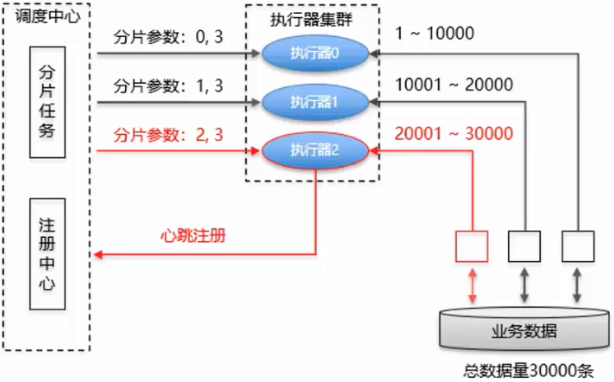 调度中心
执行器集群
分片任务
分片参数：0, 3
执行器0
1 ~ 10000
分片参数：1, 3
执行器1
10001 ~ 20000
分片参数：2, 3
执行器2
20001 ~ 30000
注册中心
心跳注册
业务数据
总数据量30000条